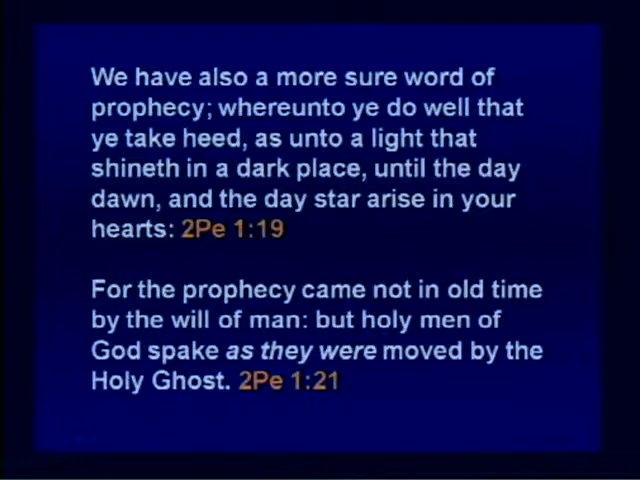 We have also a more sure word of
prophecy; whereunto ye do well that
ye take heed, as unto a light that
shineth in a dark place, until the day
dawn, and the day star arise in your
hearts: 2Pe 1:19
For the prophecy came not in old time
by the will of man: but holy men of
God spake as they were moved by the
Holy Ghost. 2Pe 1:21